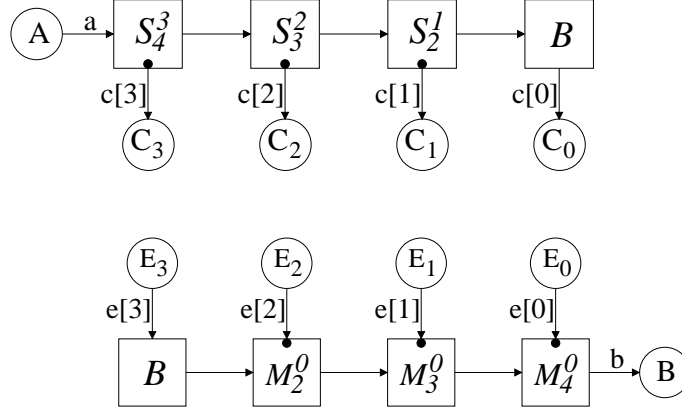 A a S_4^3 S_3^2 S_2^1 B
c[3] c[2] c[1] c[0]
C_3 C_2 C_1 C_0
E_3 E_2 E_1 E_0
e[3] e[2] e[1] e[0]
B M_2^0 M_3^0 M_4^0 b B